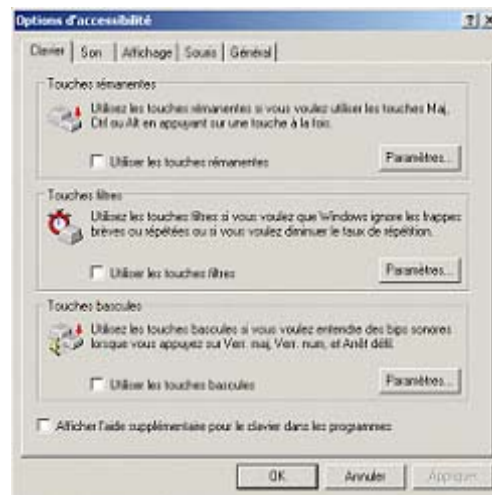 Options d'accessibilité
Clavier Son Affichage Souris Général
Touches rémanentes
Utilisez les touches rémanentes si vous voulez utiliser les touches Maj,
Ctrl ou Alt en appuyant sur une touche à la fois.
Utiliser les touches rémanentes
Paramètres...
Touches filtres
Utilisez les touches filtres si vous voulez que Windows ignore les frappes
brèves ou répétées ou si vous voulez diminuer le taux de répétition.
Utiliser les touches filtres
Paramètres...
Touches bascules
Utilisez les touches bascules si vous voulez entendre des bips sonores
lorsque vous appuyez sur Verr. maj, Verr. num, et Arrêt défil.
Utiliser les touches bascules
Paramètres...
Afficher l'aide supplémentaire pour le clavier dans les programmes
OK Annuler Appliquer